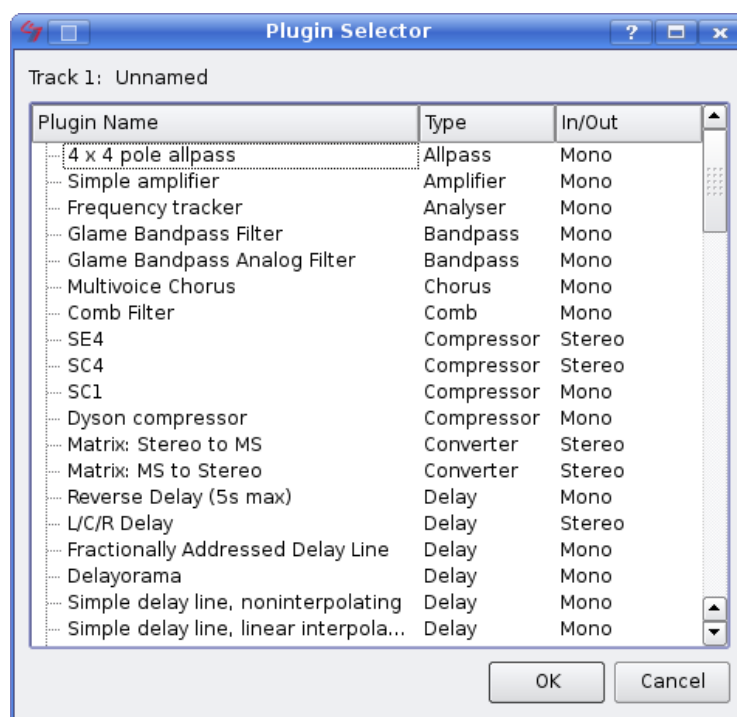 Plugin Selector
Track 1: Unnamed
Plugin Name Type In/Out
4 x 4 pole allpass Allpass Mono
Simple amplifier Amplifier Mono
Frequency tracker Analyser Mono
Glame Bandpass Filter Bandpass Mono
Glame Bandpass Analog Filter Bandpass Mono
Multivoice Chorus Chorus Mono
Comb Filter Comb Mono
SE4 Compressor Stereo
SC4 Compressor Stereo
SC1 Compressor Mono
Dyson compressor Compressor Mono
Matrix: Stereo to MS Converter Stereo
Matrix: MS to Stereo Converter Stereo
Reverse Delay (5s max) Delay Mono
L/C/R Delay Delay Stereo
Fractionally Addressed Delay Line Delay Mono
Delayorama Delay Mono
Simple delay line, noninterpolating Delay Mono
Simple delay line, linear interpola... Delay Mono
OK Cancel